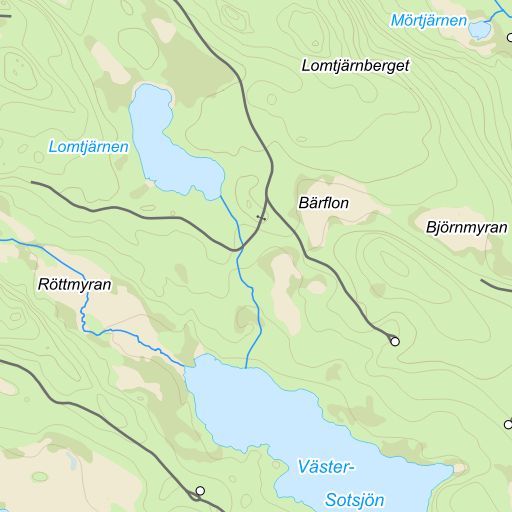 Mörtjärnen
Lomtjärnberget
Lomtjärnen
Bärflon
Björnmyran
Röttmyran
Väster-
Sotsjön